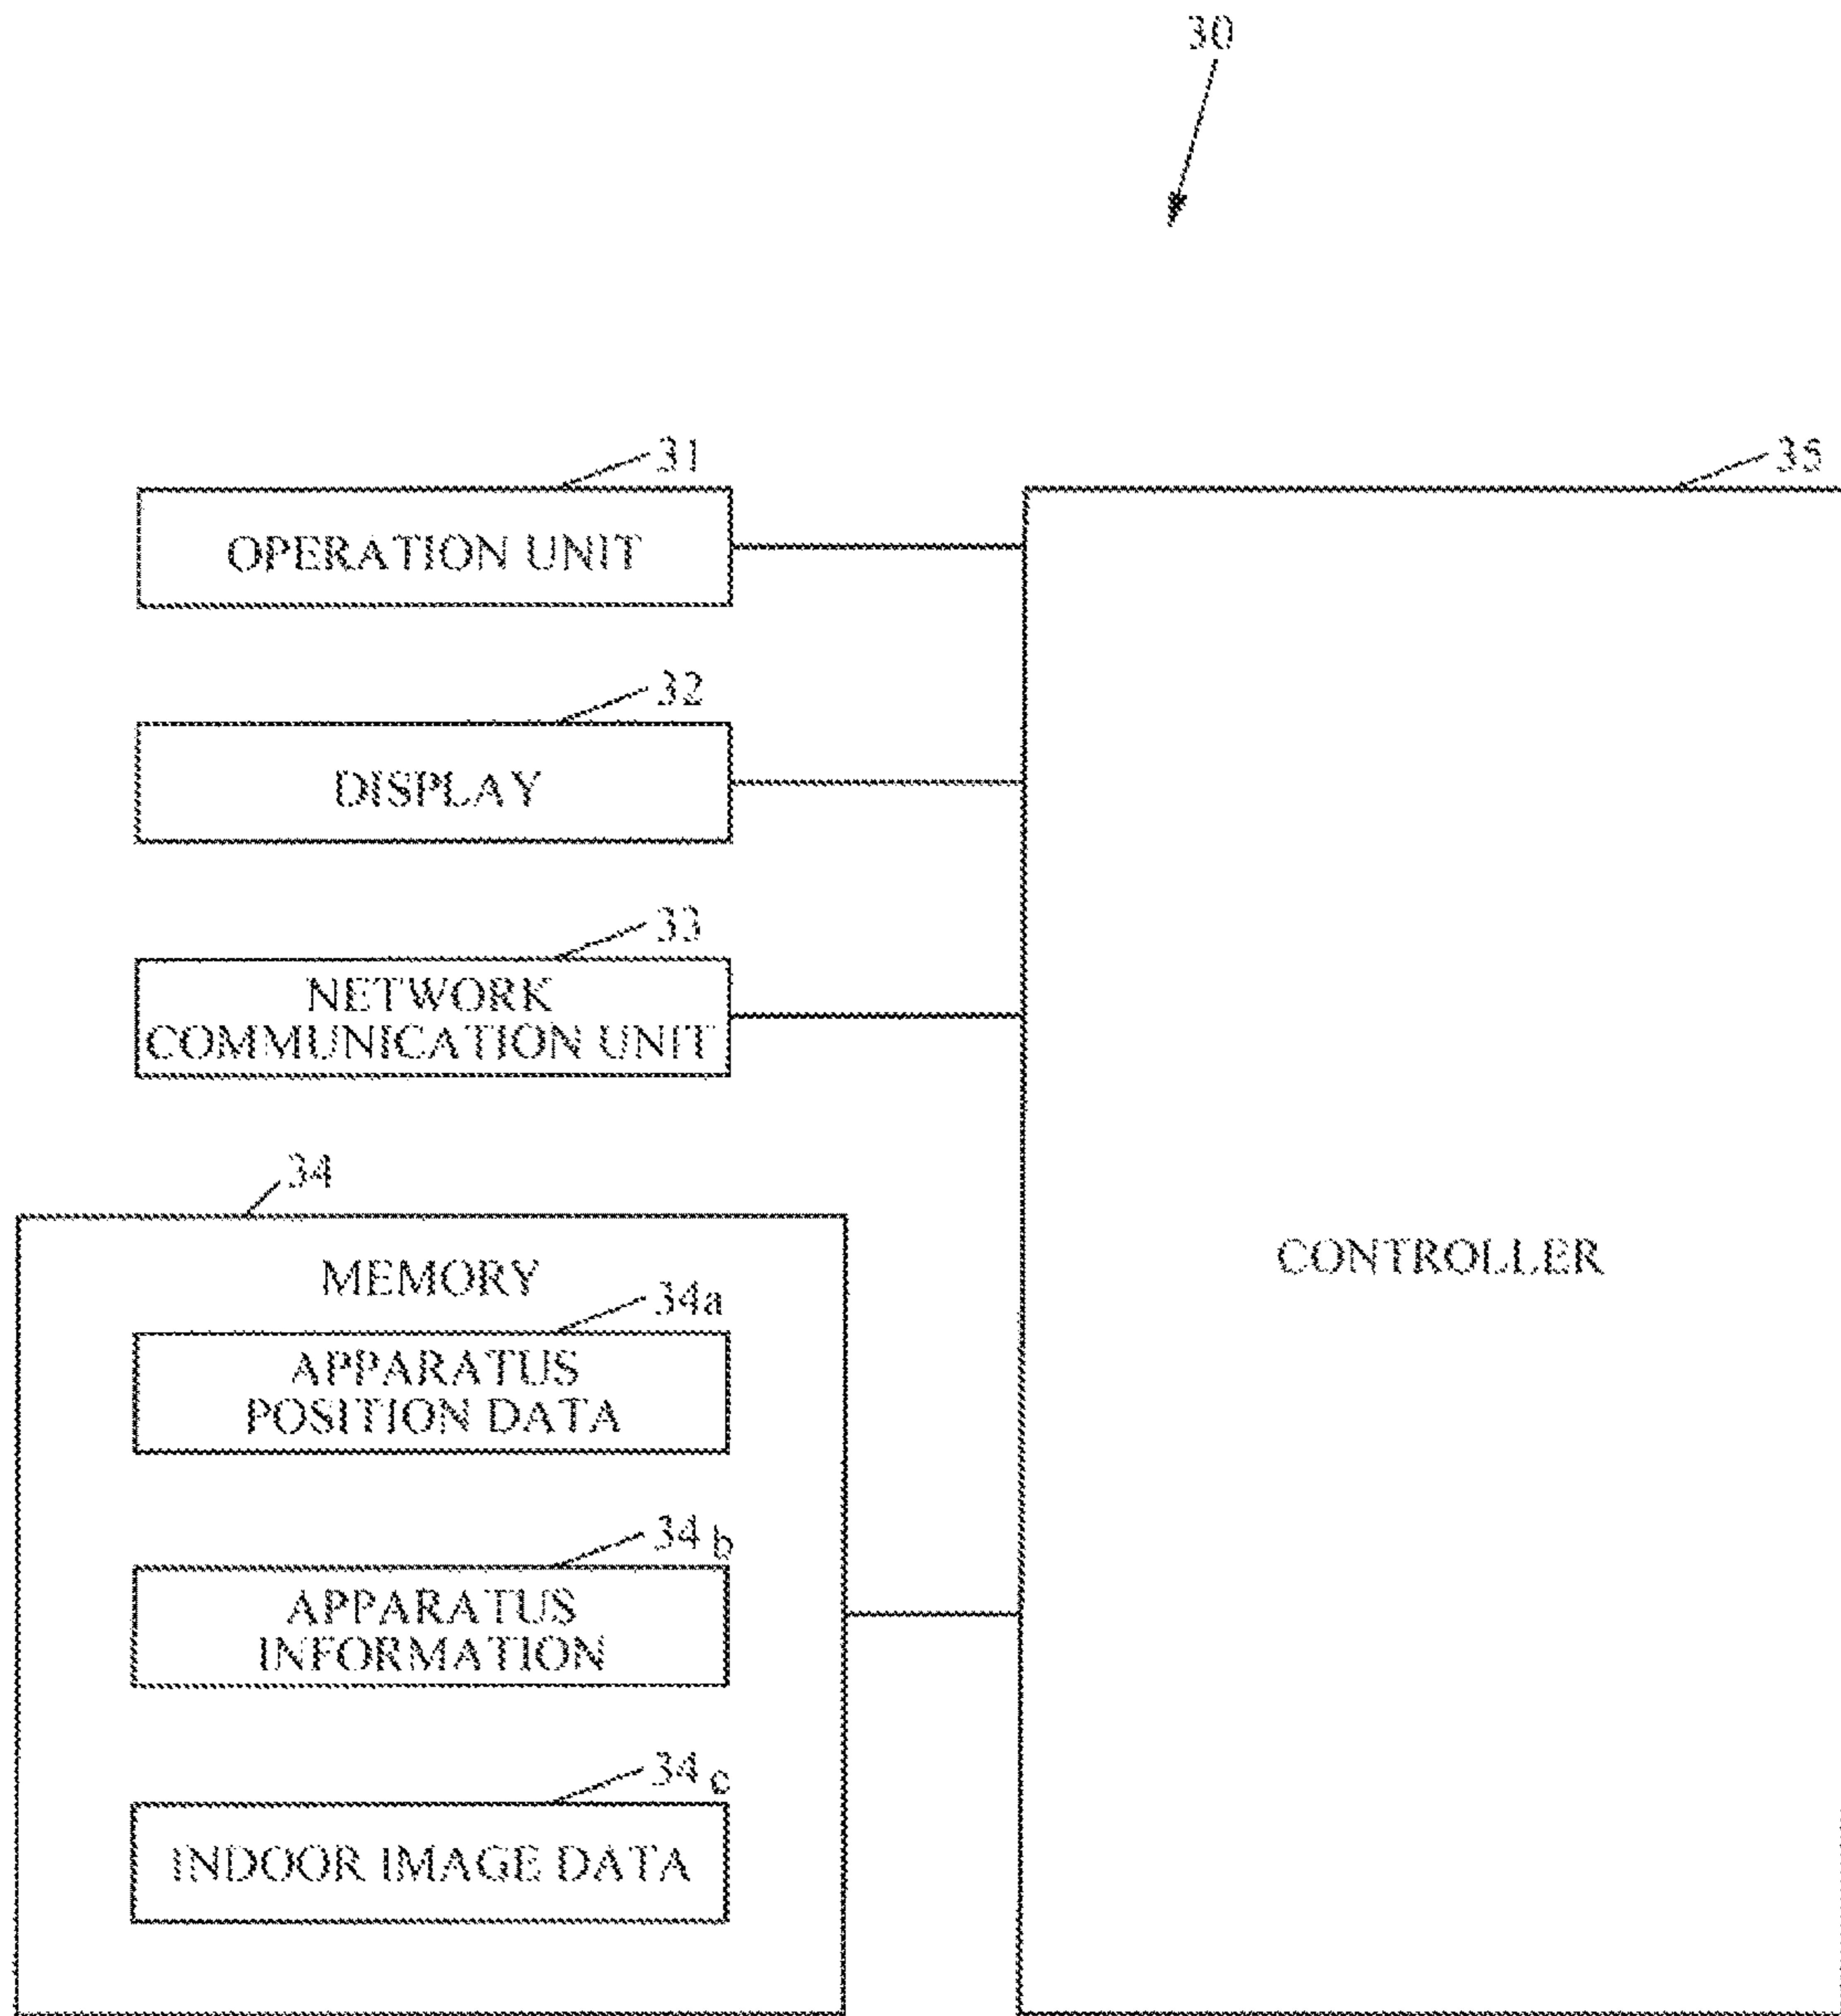 30
31
OPERATION UNIT
35
32
DISPLAY
33
NETWORK
COMMUNICATION UNIT
34
MEMORY
34a
APPARATUS
POSITION DATA
34b
APPARATUS
INFORMATION
34c
INDOOR IMAGE DATA
CONTROLLER